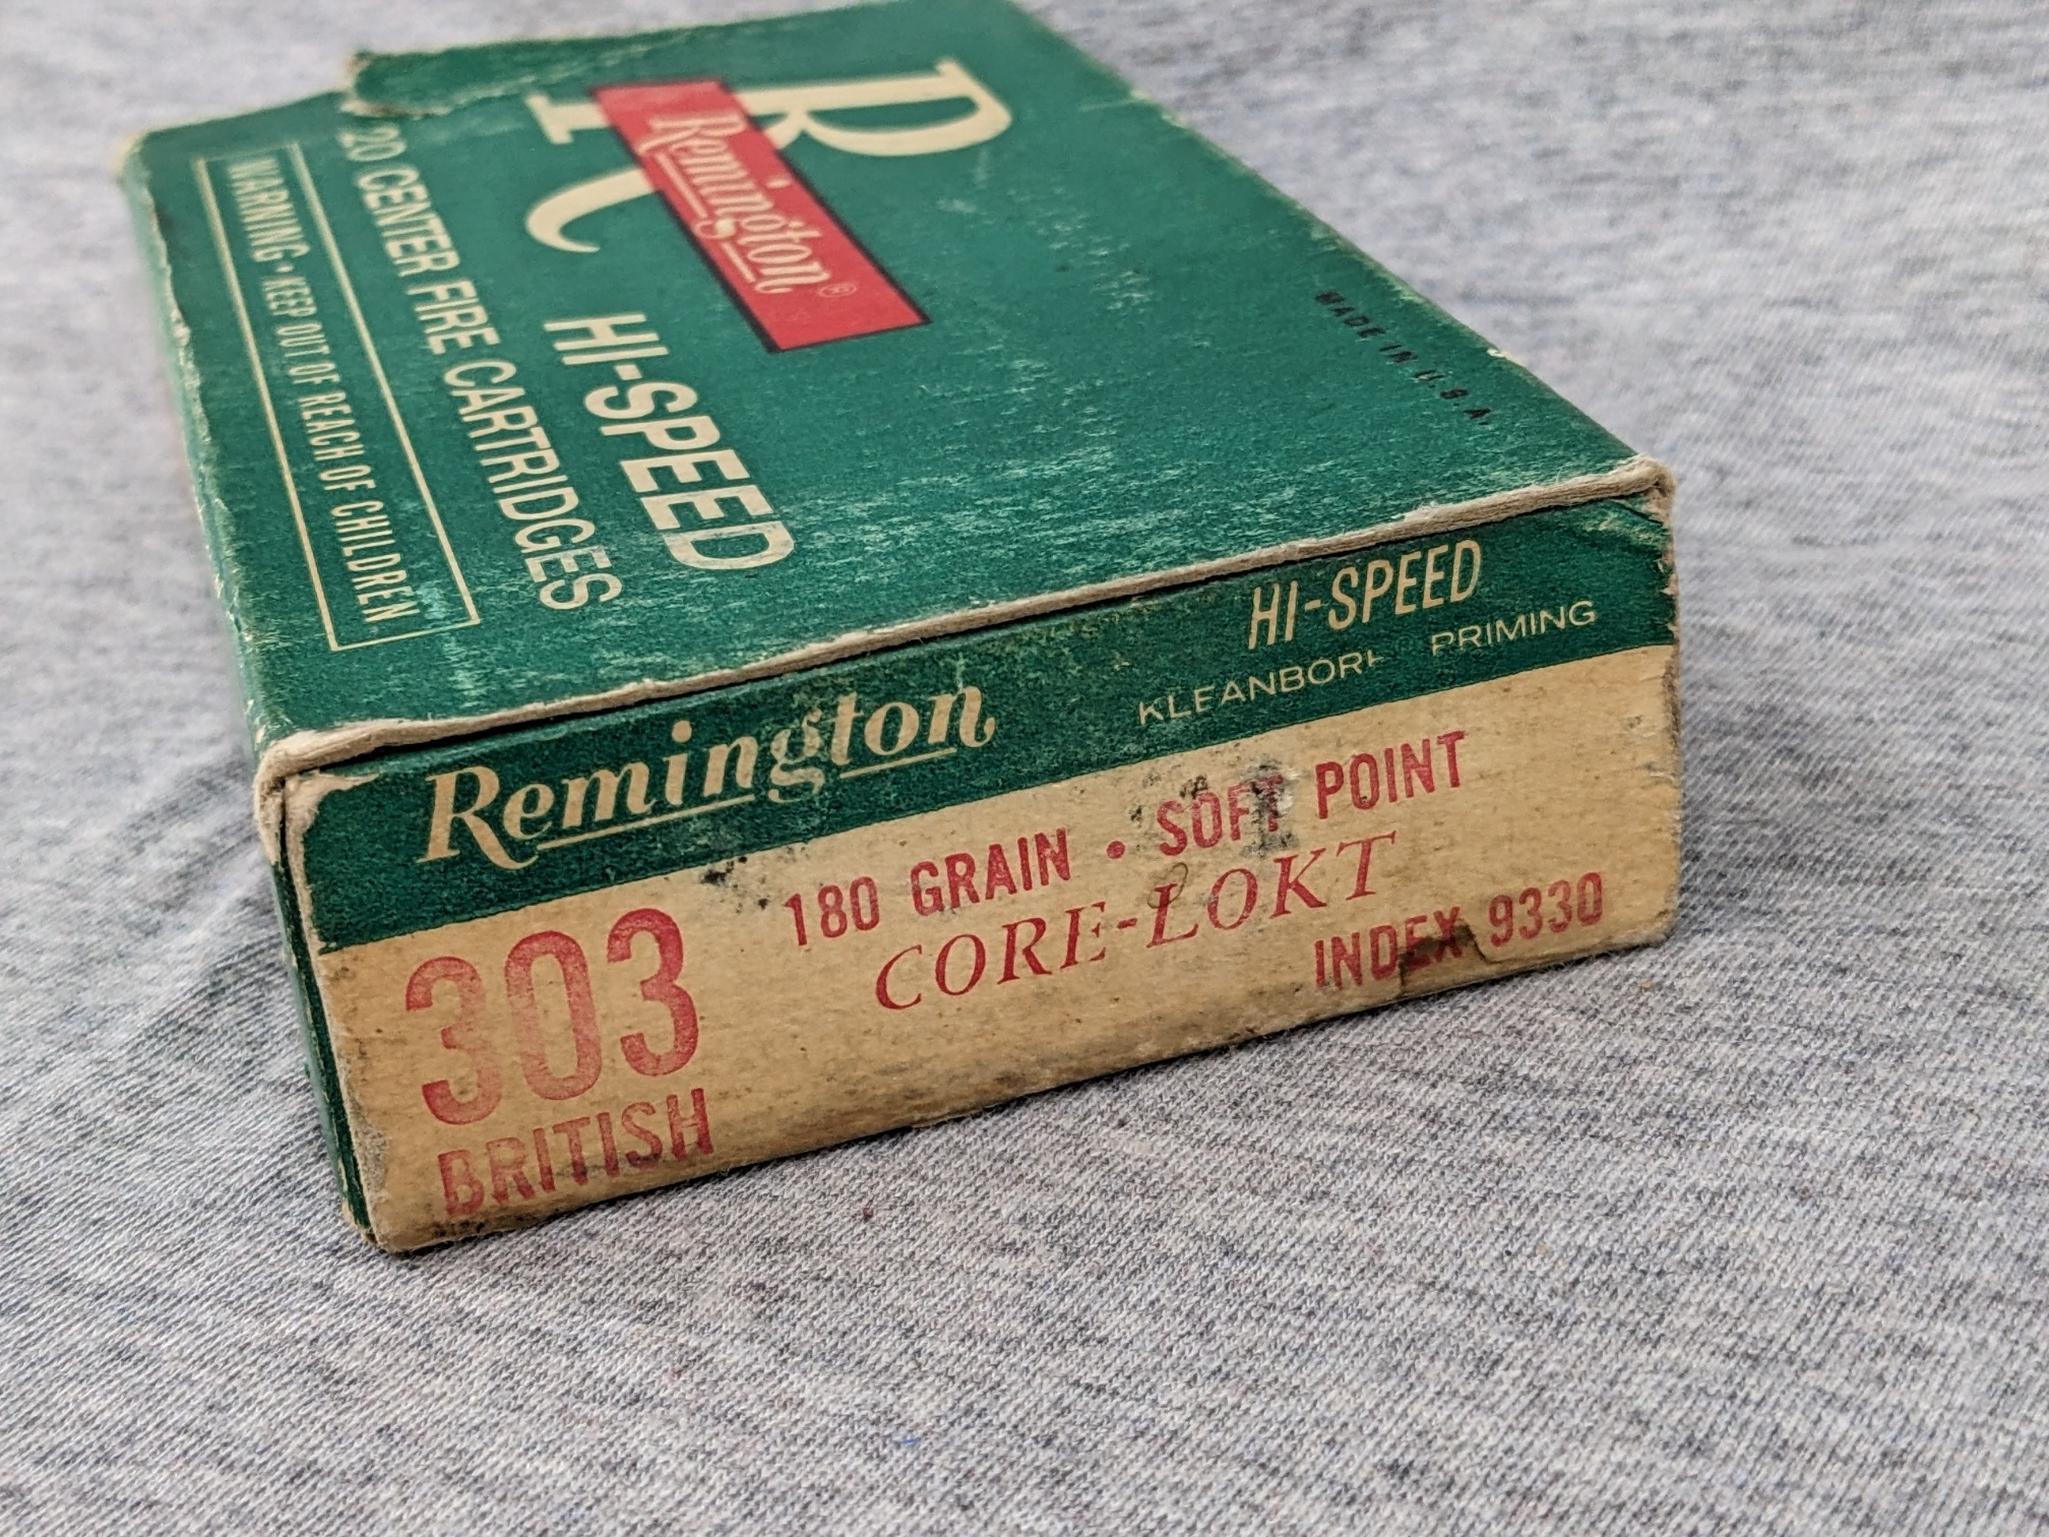 R
Remington®
HI-SPEED
20 CENTER FIRE CARTRIDGES
WARNING • KEEP OUT OF REACH OF CHILDREN
MADE IN U.S.A.
Remington
HI-SPEED
KLEANBORE PRIMING
303
BRITISH
180 GRAIN • SOFT POINT
CORE-LOKT
INDEX 9330